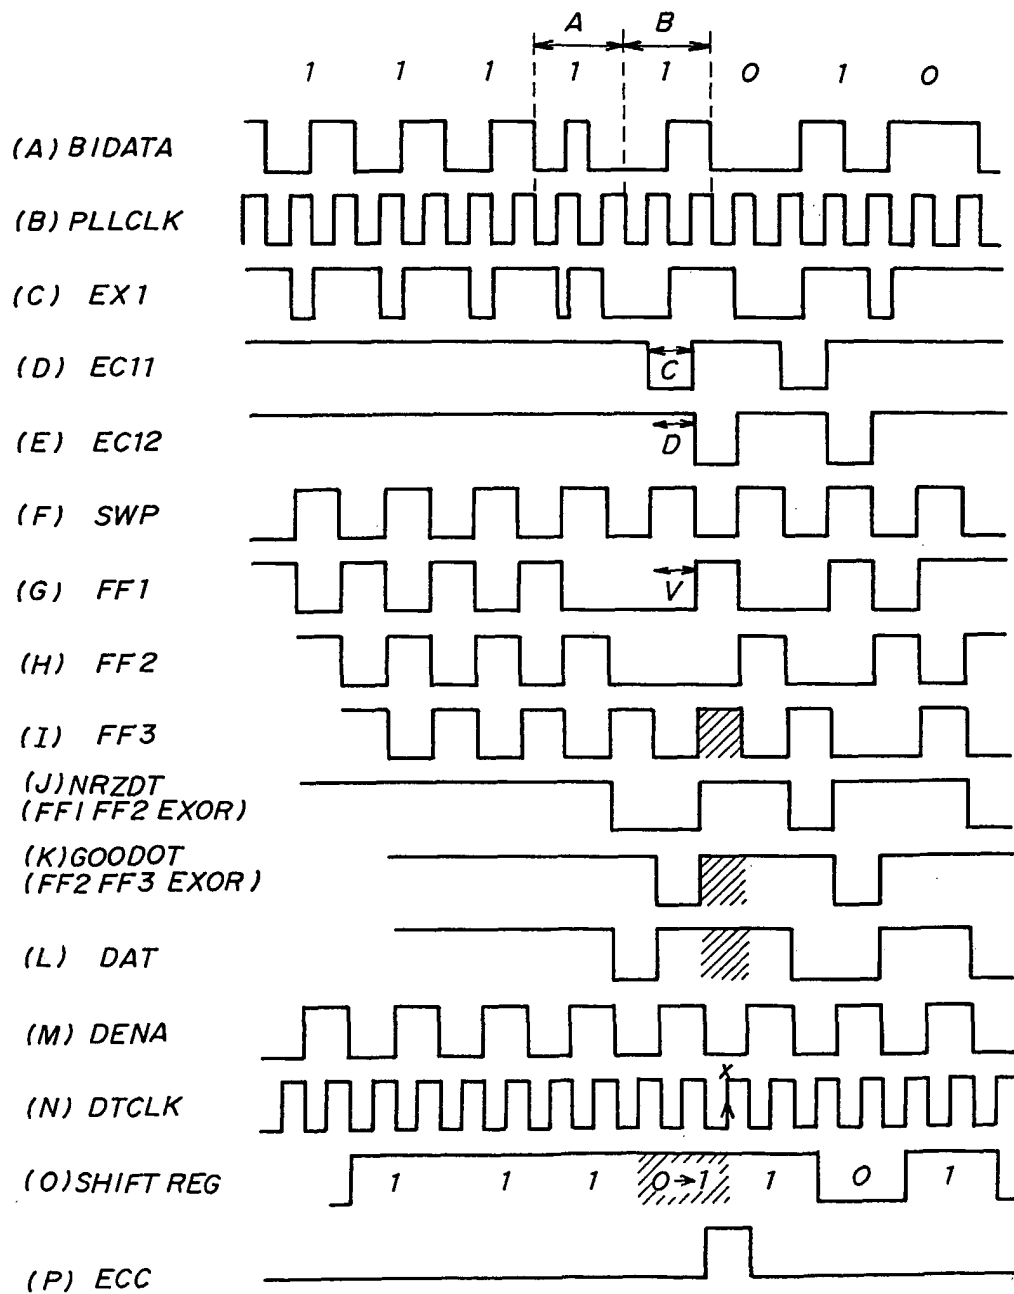 A B
1 1 1 1 1 0 1 0
(A) BIDATA
(B) PLLCLK
(C) EX1
(D) EC11 C
(E) EC12 D
(F) SWP
(G) FF1 V
(H) FF2
(I) FF3
(J) NRZDT
(FF1 FF2 EXOR)
(K) GOODOT
(FF2 FF3 EXOR)
(L) DAT
(M) DENA
X
(N) DTCLK
(O) SHIFT REG 1 1 1 0→1 1 0 1
(P) ECC